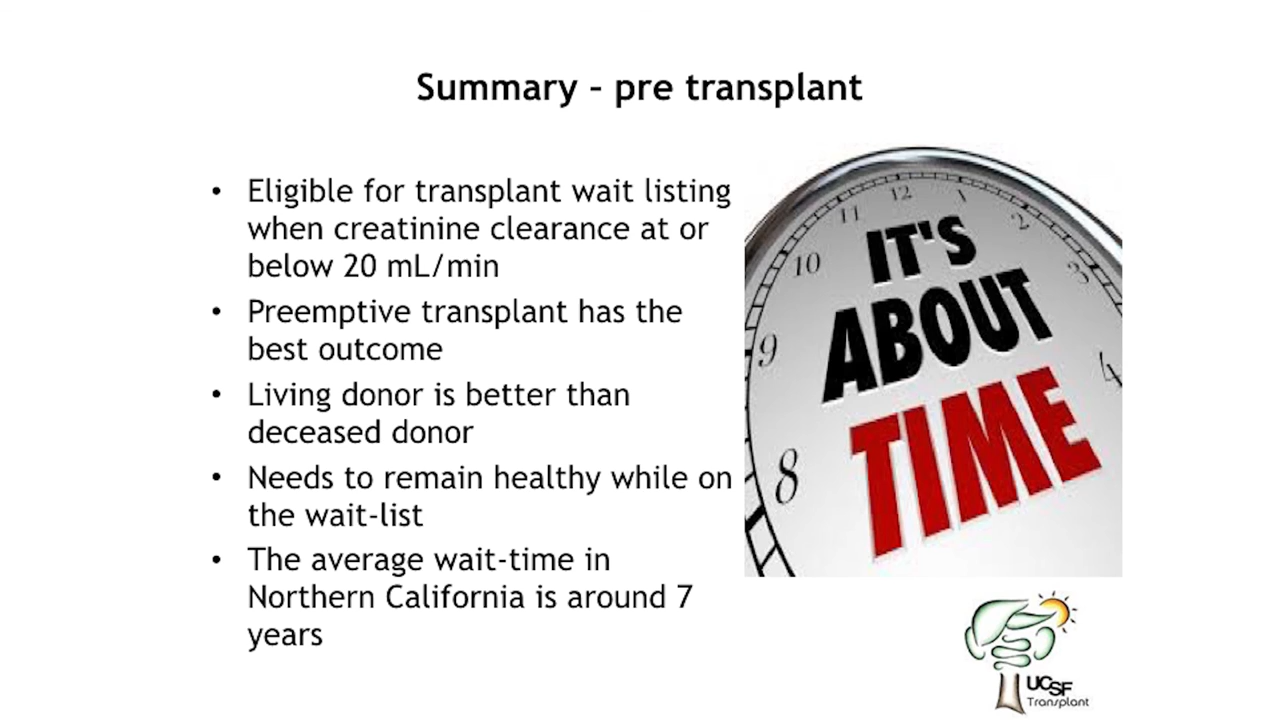 Summary – pre transplant
• Eligible for transplant wait listing
when creatinine clearance at or
below 20 mL/min
• Preemptive transplant has the
best outcome
• Living donor is better than
deceased donor
• Needs to remain healthy while on
the wait-list
• The average wait-time in
Northern California is around 7
years
12
11
1
10
2
3
9
4
8
IT'S
ABOUT
TIME
UCSF
Transplant